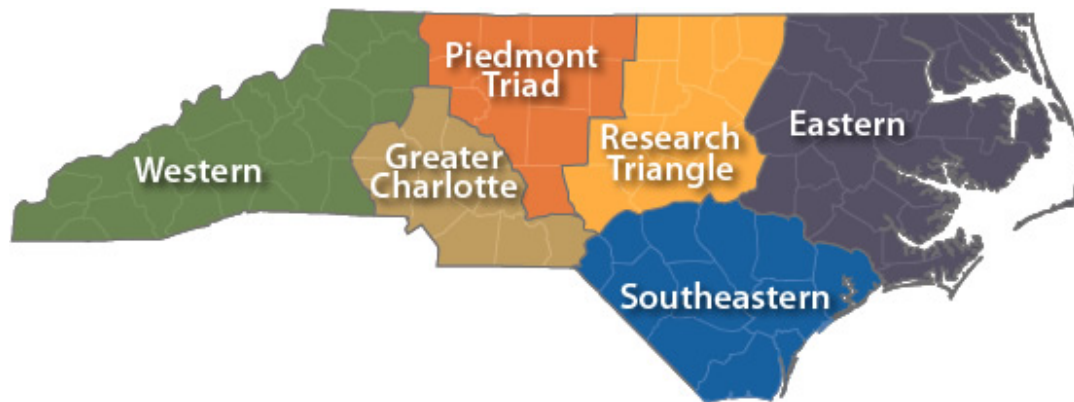 Piedmont
Triad
Research
Triangle
Eastern
Western
Greater
Charlotte
Southeastern